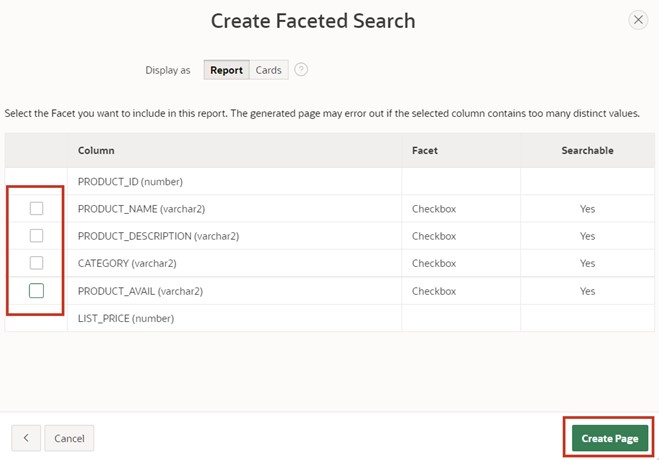 Create Faceted Search
Display as Report Cards ?
Select the Facet you want to include in this report. The generated page may error out if the selected column contains too many distinct values.
Column Facet Searchable
PRODUCT_ID (number)
PRODUCT_NAME (varchar2) Checkbox Yes
PRODUCT_DESCRIPTION (varchar2) Checkbox Yes
CATEGORY (varchar2) Checkbox Yes
PRODUCT_AVAIL (varchar2) Checkbox Yes
LIST_PRICE (number)
Cancel Create Page